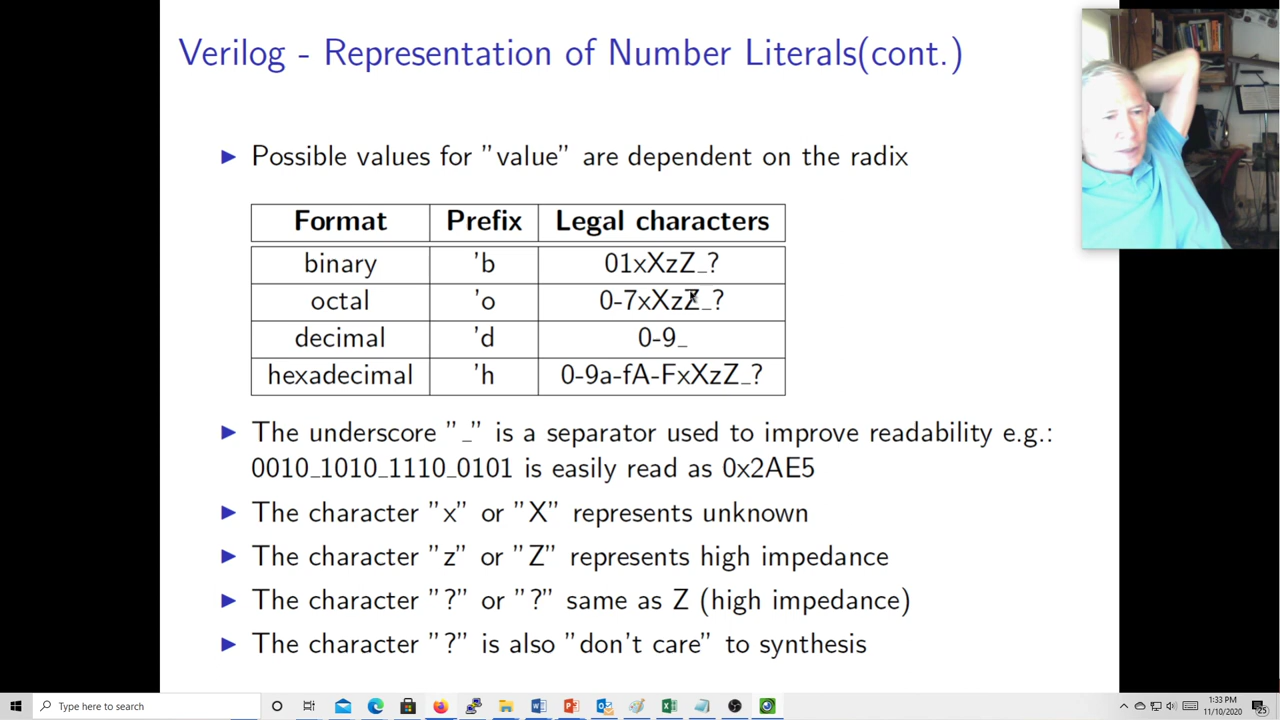 Verilog - Representation of Number Literals(cont.)
Possible values for "value" are dependent on the radix
Format Prefix Legal characters
binary 'b 01xXzZ_?
octal 'o 0-7xXzZ_?
decimal 'd 0-9_
hexadecimal 'h 0-9a-fA-FxXzZ_?
The underscore "_" is a separator used to improve readability e.g.:
0010_1010_1110_0101 is easily read as 0x2AE5
The character "x" or "X" represents unknown
The character "z" or "Z" represents high impedance
The character "?" or "?" same as Z (high impedance)
The character "?" is also "don't care" to synthesis
Type here to search
1:33 PM
11/10/2020
25